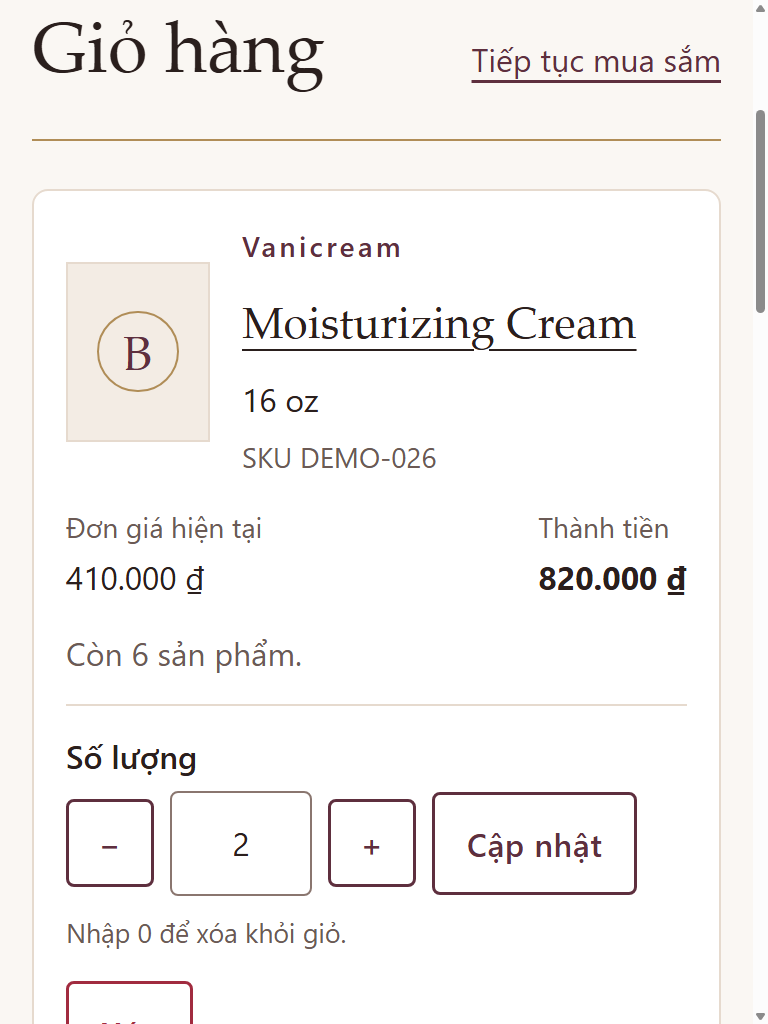 Giỏ hàng
Tiếp tục mua sắm
Vanicream
B
Moisturizing Cream
16 oz
SKU DEMO-026
Đơn giá hiện tại
Thành tiền
410.000 ₫
820.000 ₫
Còn 6 sản phẩm.
Số lượng
−
2
+
Cập nhật
Nhập 0 để xóa khỏi giỏ.